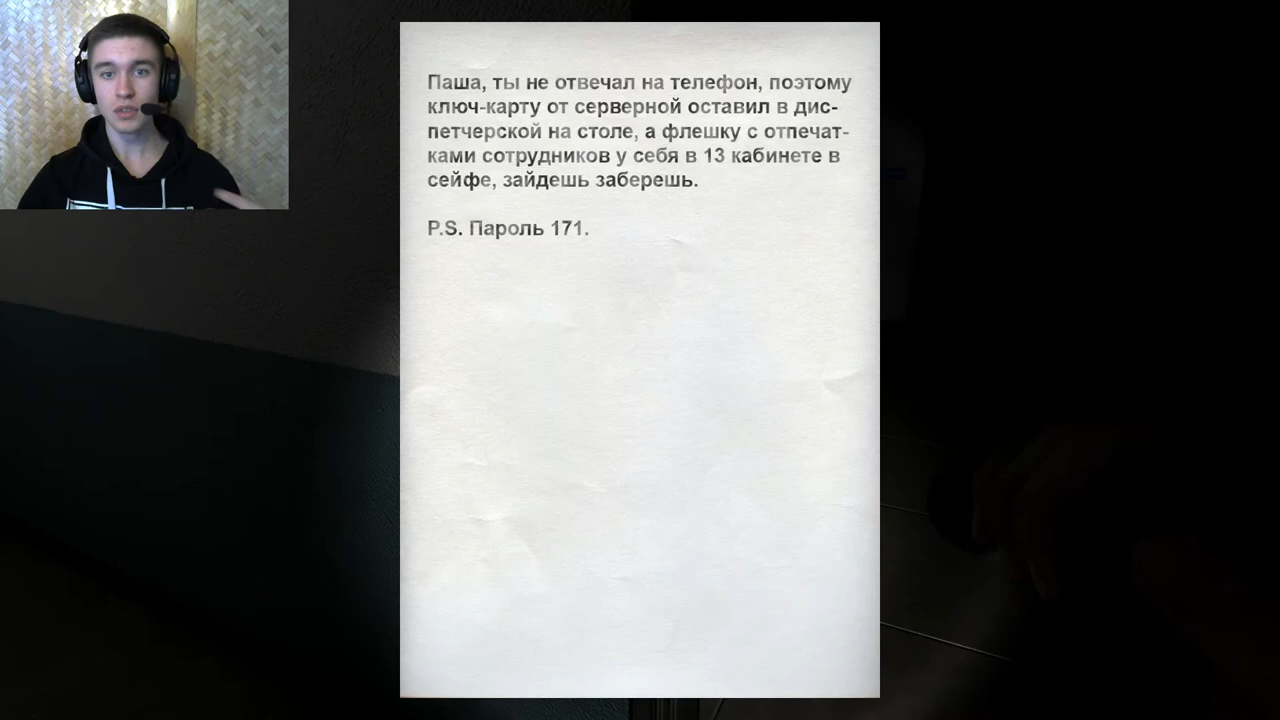 Паша, ты не отвечал на телефон, поэтому
ключ-карту от серверной оставил в дис-
петчерской на столе, а флешку с отпечат-
ками сотрудников у себя в 13 кабинете в
сейфе, зайдешь заберешь.
P.S. Пароль 171.